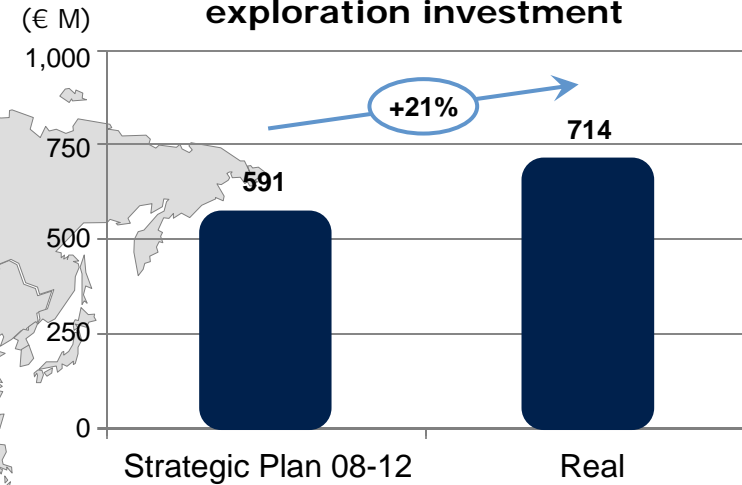 exploration investment
(€ M)
1,000
+21%
714
750
591
500
250
0
Strategic Plan 08-12
Real